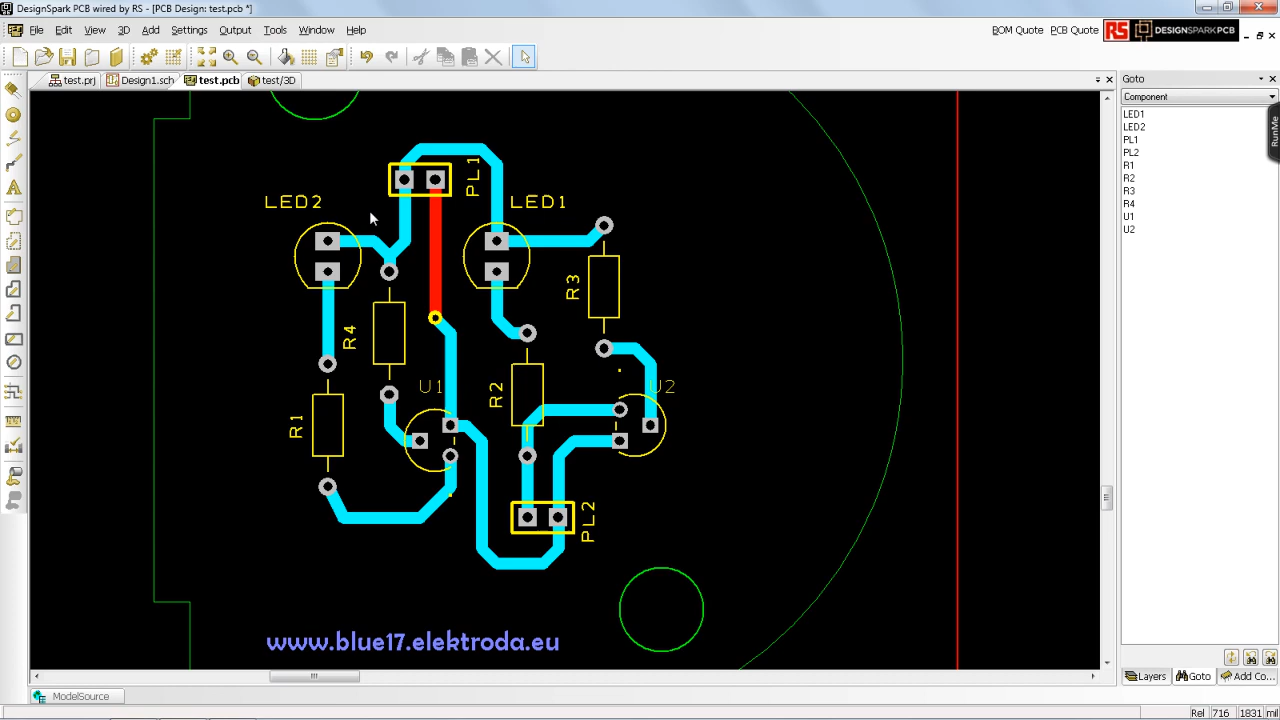 DesignSpark PCB wired by RS - [PCB Design: test.pcb *]
File Edit View 3D Add Settings Output Tools Window Help
BOM Quote PCB Quote RS DESIGNSPARKPCB
test.prj Design1.sch test.pcb test/3D
Goto
Component
RunMe
LED1
LED2
PL1
PL2
R1
R2
R3
R4
U1
U2
PL1
LED2
LED1
R3
R4
U1
R2
U2
R1
PL2
www.blue17.elektroda.eu
Layers Goto Add Co...
ModelSource
Rel 716 1831 mil